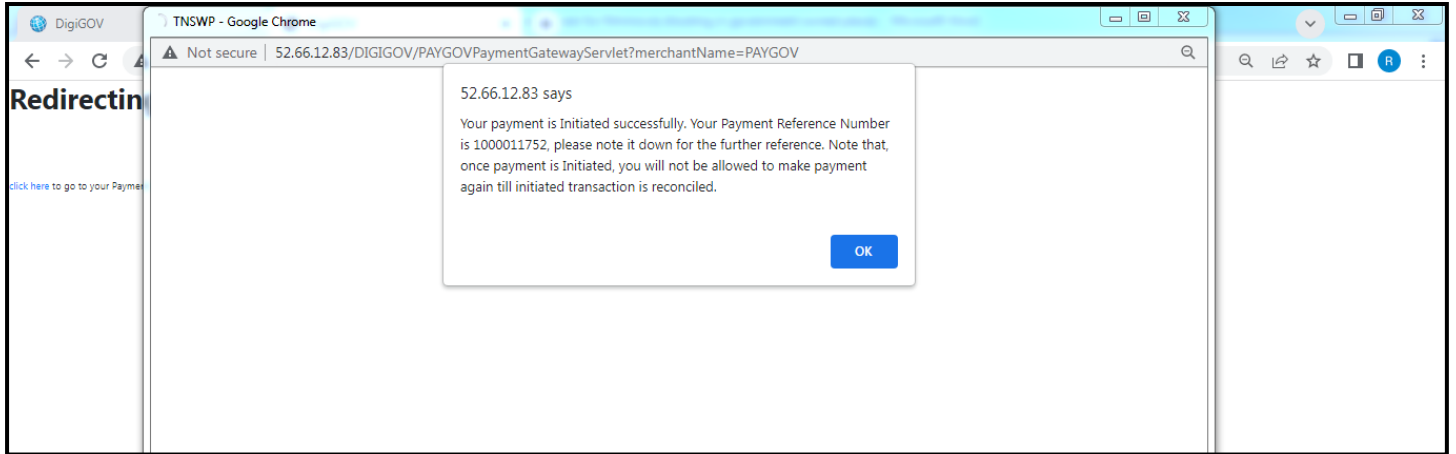 DigiGOV
TNSWP - Google Chrome
Not secure | 52.66.12.83/DIGIGOV/PAYGOVPaymentGatewayServlet?merchantName=PAYGOV
R
Redirectin
52.66.12.83 says
Your payment is Initiated successfully. Your Payment Reference Number
is 1000011752, please note it down for the further reference. Note that,
once payment is Initiated, you will not be allowed to make payment
again till initiated transaction is reconciled.
click here to go to your Payme
OK